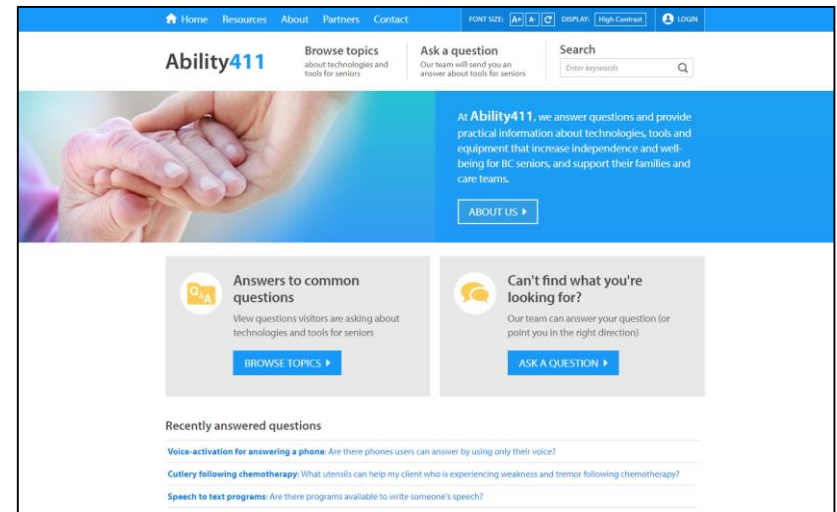 Home Resources About Partners Contact FONT SIZE: A+ A- C DISPLAY: High Contrast LOGIN
Ability411
Browse topics
about technologies and
tools for seniors
Ask a question
Our team will send you an
answer about tools for seniors
Search
Enter keywords
At Ability411, we answer questions and provide
practical information about technologies, tools and
equipment that increase independence and well-
being for BC seniors, and support their families and
care teams.
ABOUT US
Q&A
Answers to common
questions
View questions visitors are asking about
technologies and tools for seniors
BROWSE TOPICS
Can't find what you're
looking for?
Our team can answer your question (or
point you in the right direction)
ASK A QUESTION
Recently answered questions
Voice-activation for answering a phone: Are there phones users can answer by using only their voice?
Cutlery following chemotherapy: What utensils can help my client who is experiencing weakness and tremor following chemotherapy?
Speech to text programs: Are there programs available to write someone's speech?